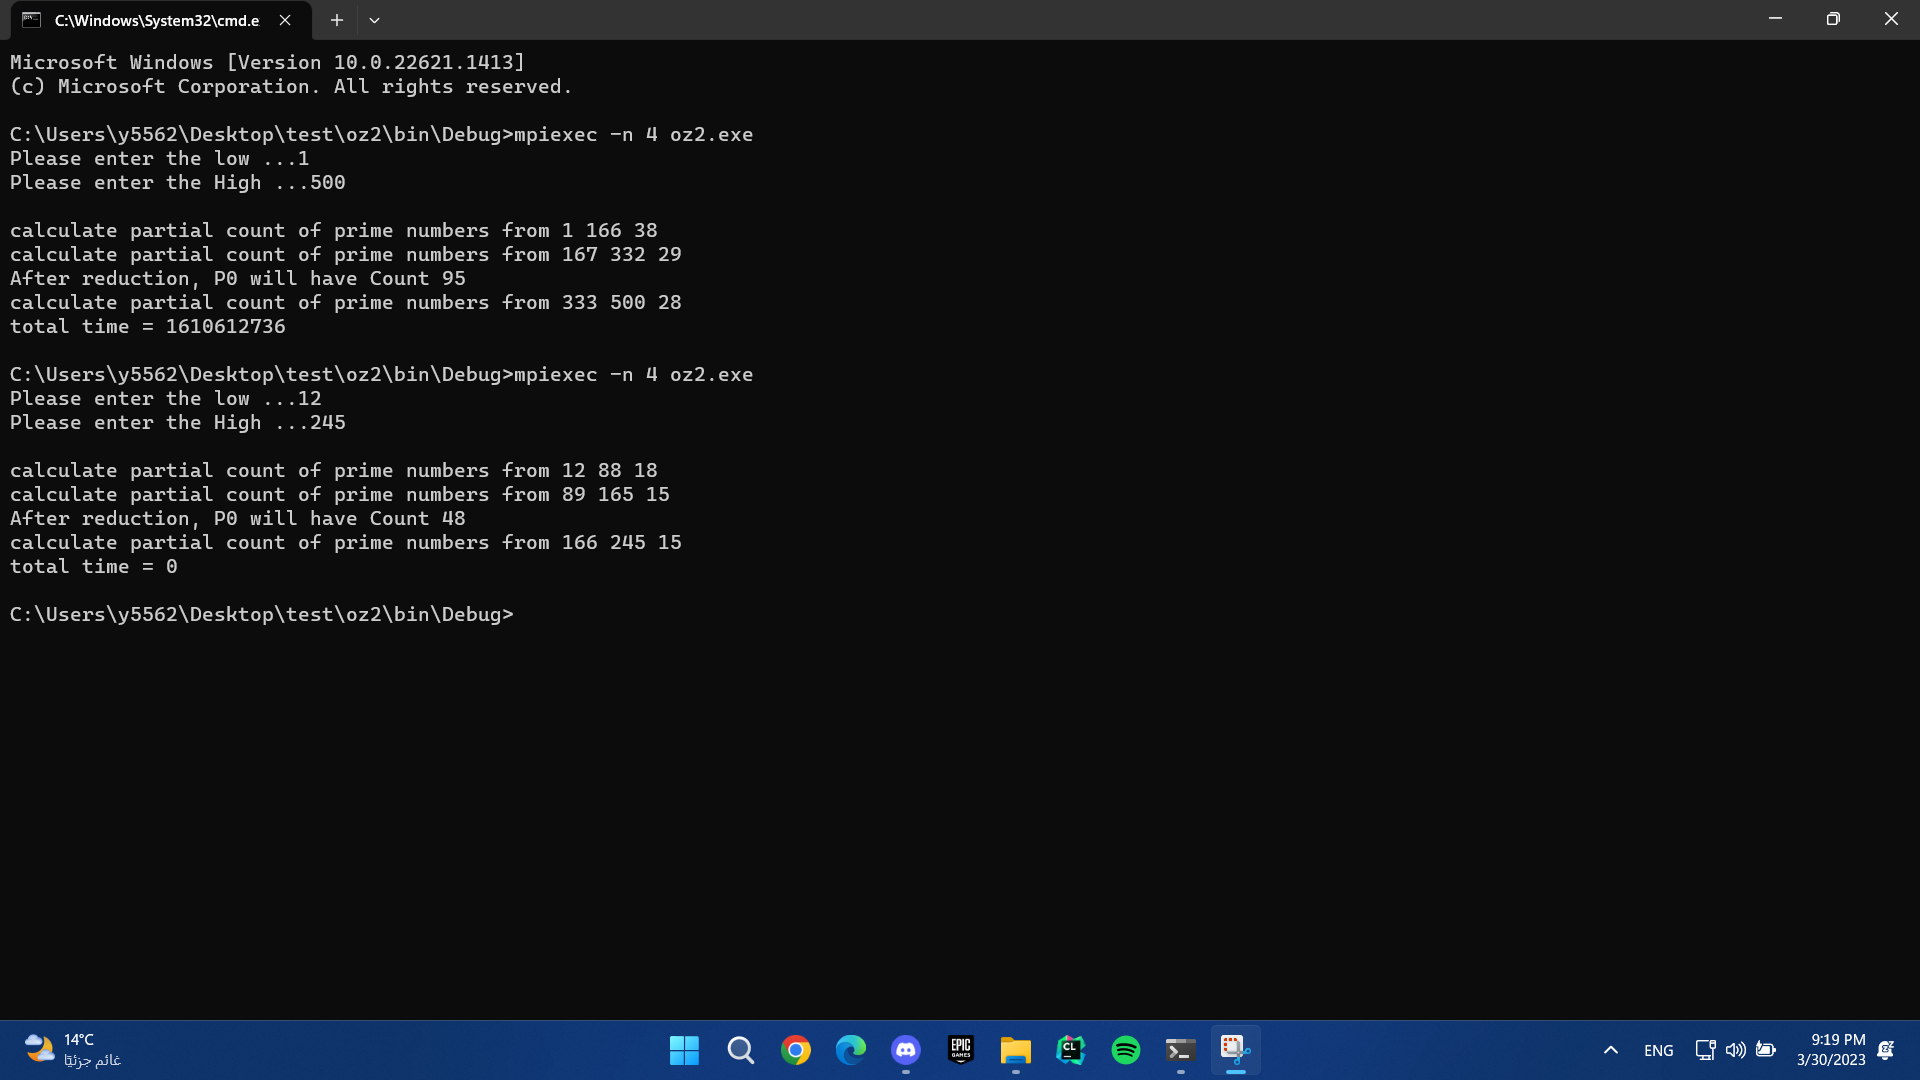 C:\Windows\System32\cmd.e
Microsoft Windows [Version 10.0.22621.1413]
(c) Microsoft Corporation. All rights reserved.
C:\Users\y5562\Desktop\test\oz2\bin\Debug>mpiexec -n 4 oz2.exe
Please enter the low ...1
Please enter the High ...500
calculate partial count of prime numbers from 1 166 38
calculate partial count of prime numbers from 167 332 29
After reduction, P0 will have Count 95
calculate partial count of prime numbers from 333 500 28
total time = 1610612736
C:\Users\y5562\Desktop\test\oz2\bin\Debug>mpiexec -n 4 oz2.exe
Please enter the low ...12
Please enter the High ...245
calculate partial count of prime numbers from 12 88 18
calculate partial count of prime numbers from 89 165 15
After reduction, P0 will have Count 48
calculate partial count of prime numbers from 166 245 15
total time = 0
C:\Users\y5562\Desktop\test\oz2\bin\Debug>
14°C
غائم جزئيًا
EPIC
GAMES
CL
ENG
9:19 PM
3/30/2023